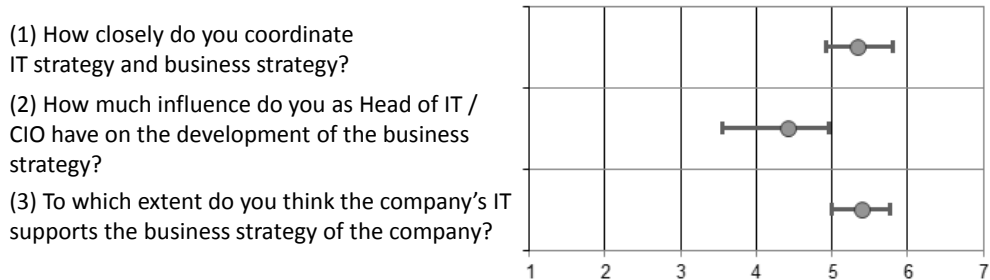 (1) How closely do you coordinate
IT strategy and business strategy?
(2) How much influence do you as Head of IT /
CIO have on the development of the business
strategy?
(3) To which extent do you think the company’s IT
supports the business strategy of the company?
1 2 3 4 5 6 7